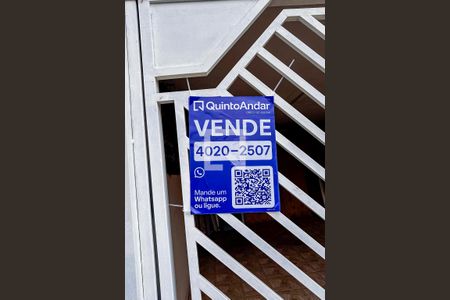 QuintoAndar
VENDE
4020-2507
Mande um
Whatsapp
ou ligue.